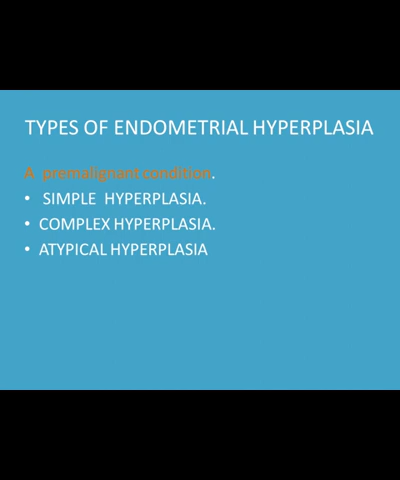 TYPES OF ENDOMETRIAL HYPERPLASIA
A premalignant condition.
• SIMPLE HYPERPLASIA.
• COMPLEX HYPERPLASIA.
• ATYPICAL HYPERPLASIA